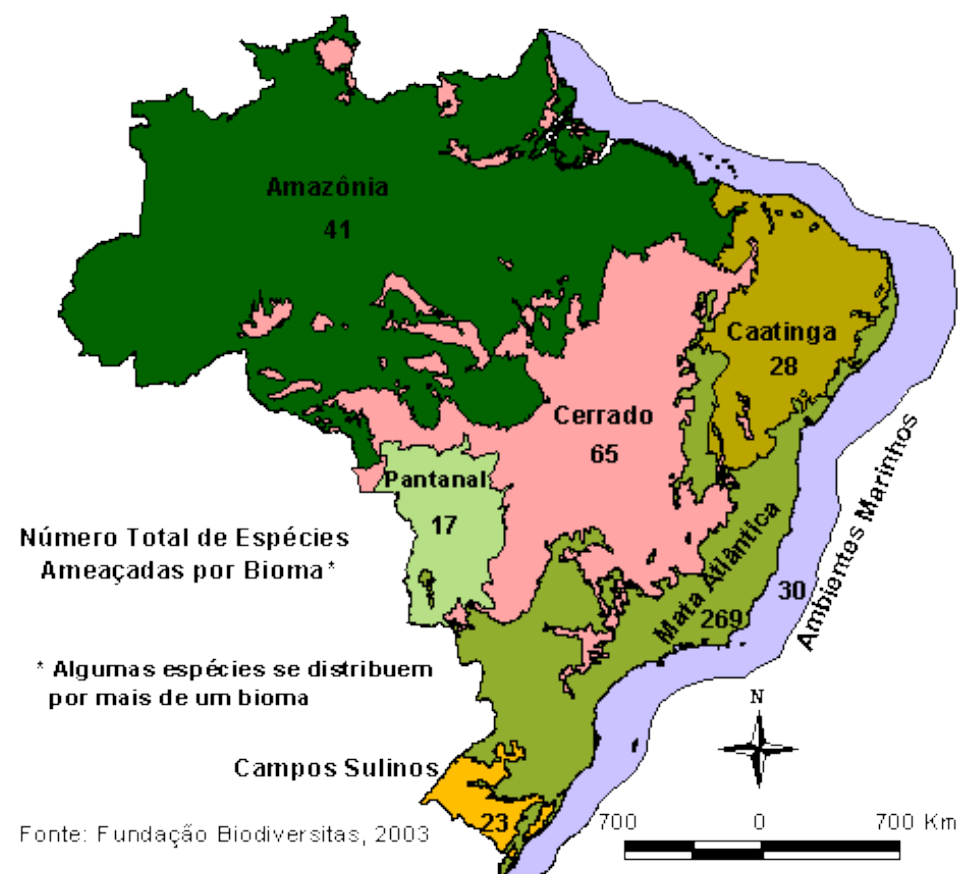 Amazônia
41
Caatinga
28
Cerrado
65
Pantanal
17
Mata Atlântica
269
30
Ambientes Marinhos
Número Total de Espécies
Ameaçadas por Bioma*
* Algumas espécies se distribuem
por mais de um bioma
Campos Sulinos
23
Fonte: Fundação Biodiversitas, 2003
N
700 0 700 Km